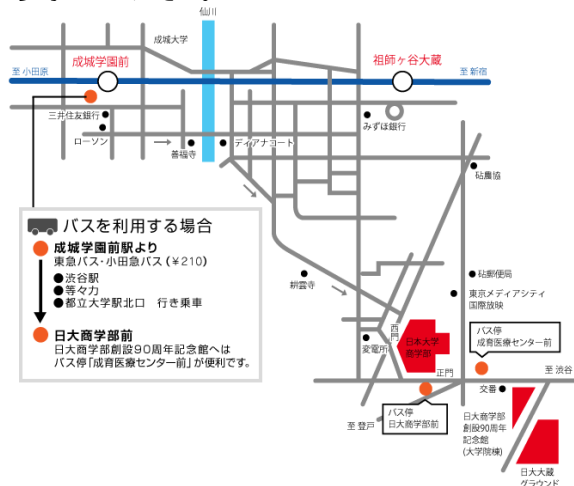 仙川
成城大学
成城学園前
祖師ヶ谷大蔵
至 小田原
至 新宿
三井住友銀行
ローソン
善福寺
ディアナコート
みずほ銀行
砧農協
バスを利用する場合
成城学園前駅より
東急バス・小田急バス(¥210)
●渋谷駅
●等々力
●都立大学駅北口 行き乗車
日大商学部前
日大商学部創設90周年記念館へは
バス停「成育医療センター前」が便利です。
耕雲寺
砧郵便局
東京メディアシティ
国際放映
西門
日本大学
商学部
変電所
正門
バス停
成育医療センター前
至 渋谷
交番
バス停
日大商学部前
至 登戸
日大商学部
創設90周年
記念館
(大学院棟)
日大大蔵
グラウンド